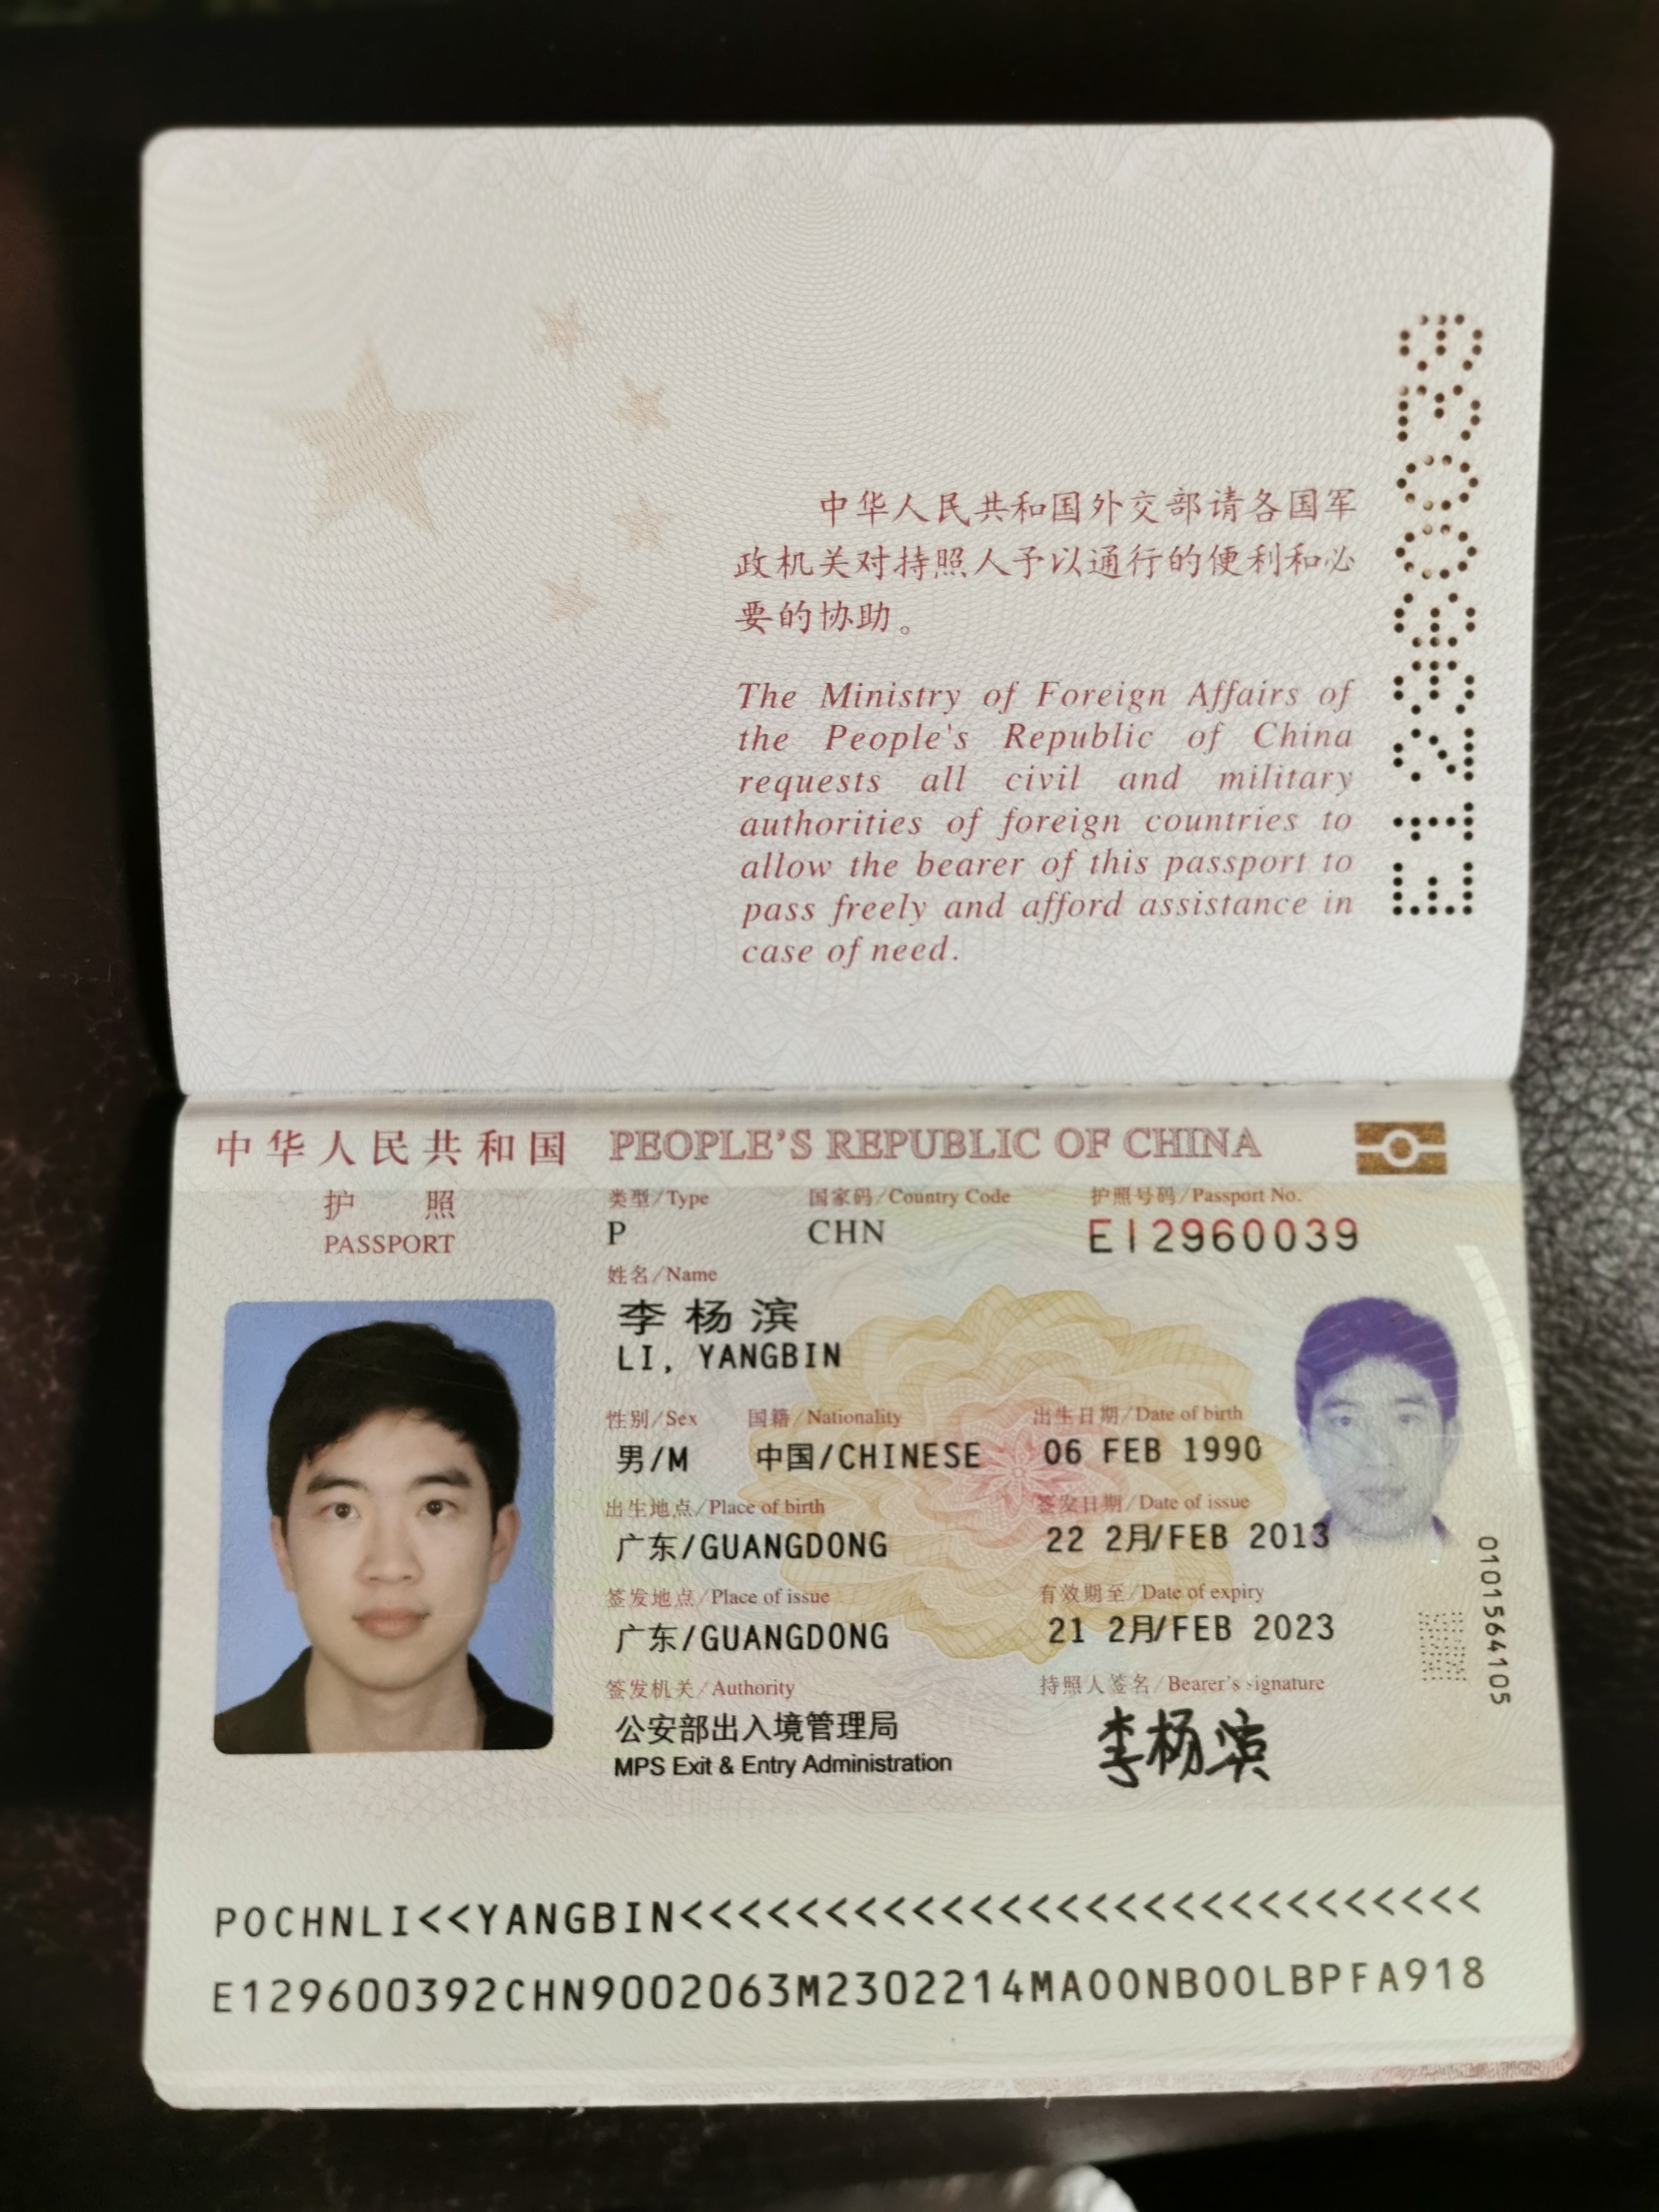 中华人民共和国外交部请各国军
政机关对持照人予以通行的便利和必
要的协助。
The Ministry of Foreign Affairs of
the People's Republic of China
requests all civil and military
authorities of foreign countries to
allow the bearer of this passport to
pass freely and afford assistance in
case of need.
E12960039
中华人民共和国 PEOPLE'S REPUBLIC OF CHINA
护照
PASSPORT
类型/Type 国家码/Country Code 护照号码/Passport No.
P CHN E12960039
姓名/Name
李杨滨
LI, YANGBIN
性别/Sex 国籍/Nationality 出生日期/Date of birth
男/M 中国/CHINESE 06 FEB 1990
出生地点/Place of birth 签发日期/Date of issue
广东/GUANGDONG 22 2月/FEB 2013
签发地点/Place of issue 有效期至/Date of expiry
广东/GUANGDONG 21 2月/FEB 2023
签发机关/Authority 持照人签名/Bearer's signature
公安部出入境管理局 李杨滨
MPS Exit & Entry Administration
0101564105
POCHNLI<<YANGBIN<<<<<<<<<<<<<<<<<<<<<<<<<<<<
E129600392CHN9002063M2302214MAOONBOOLBPFA918